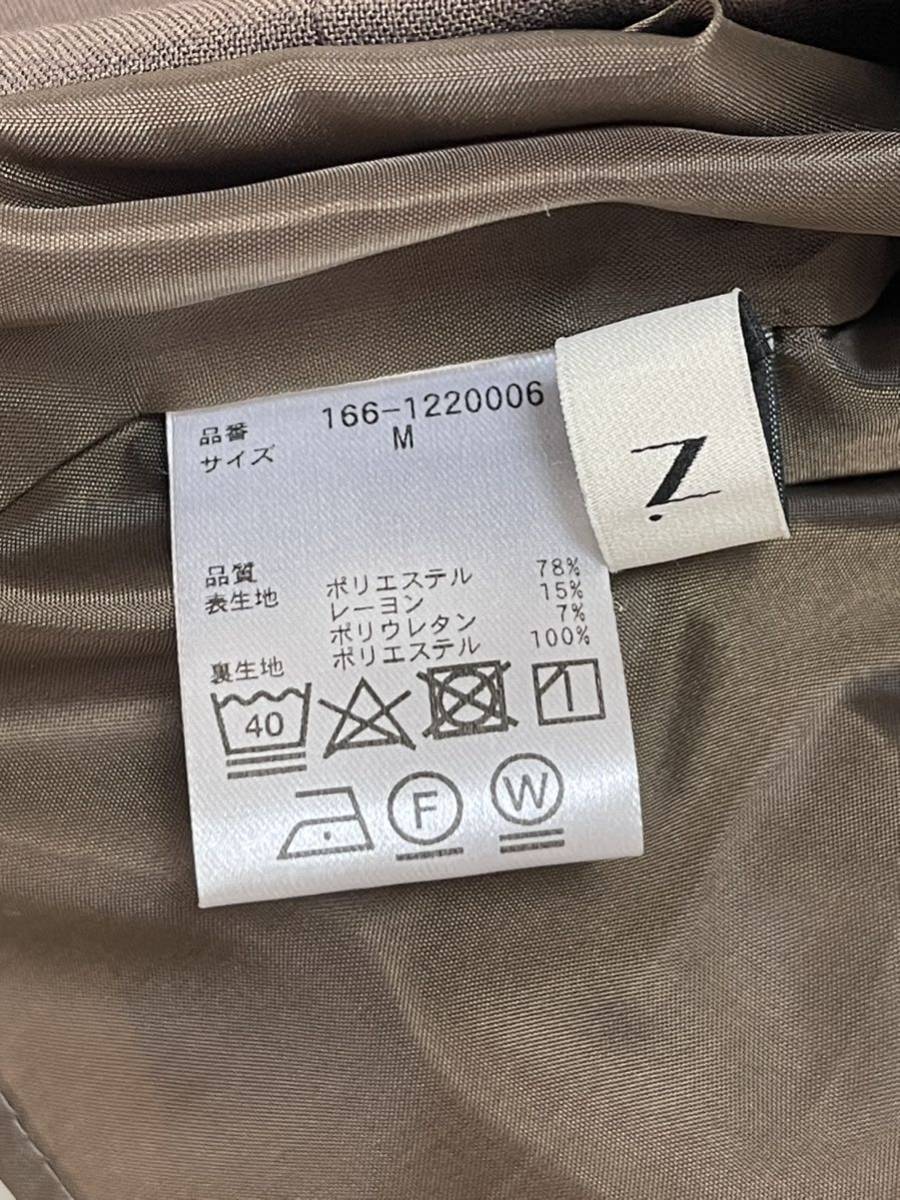 品番 166-1220006
サイズ M
品質
表生地 ポリエステル 78%
レーヨン 15%
ポリウレタン 7%
裏生地 ポリエステル 100%
40
F
W